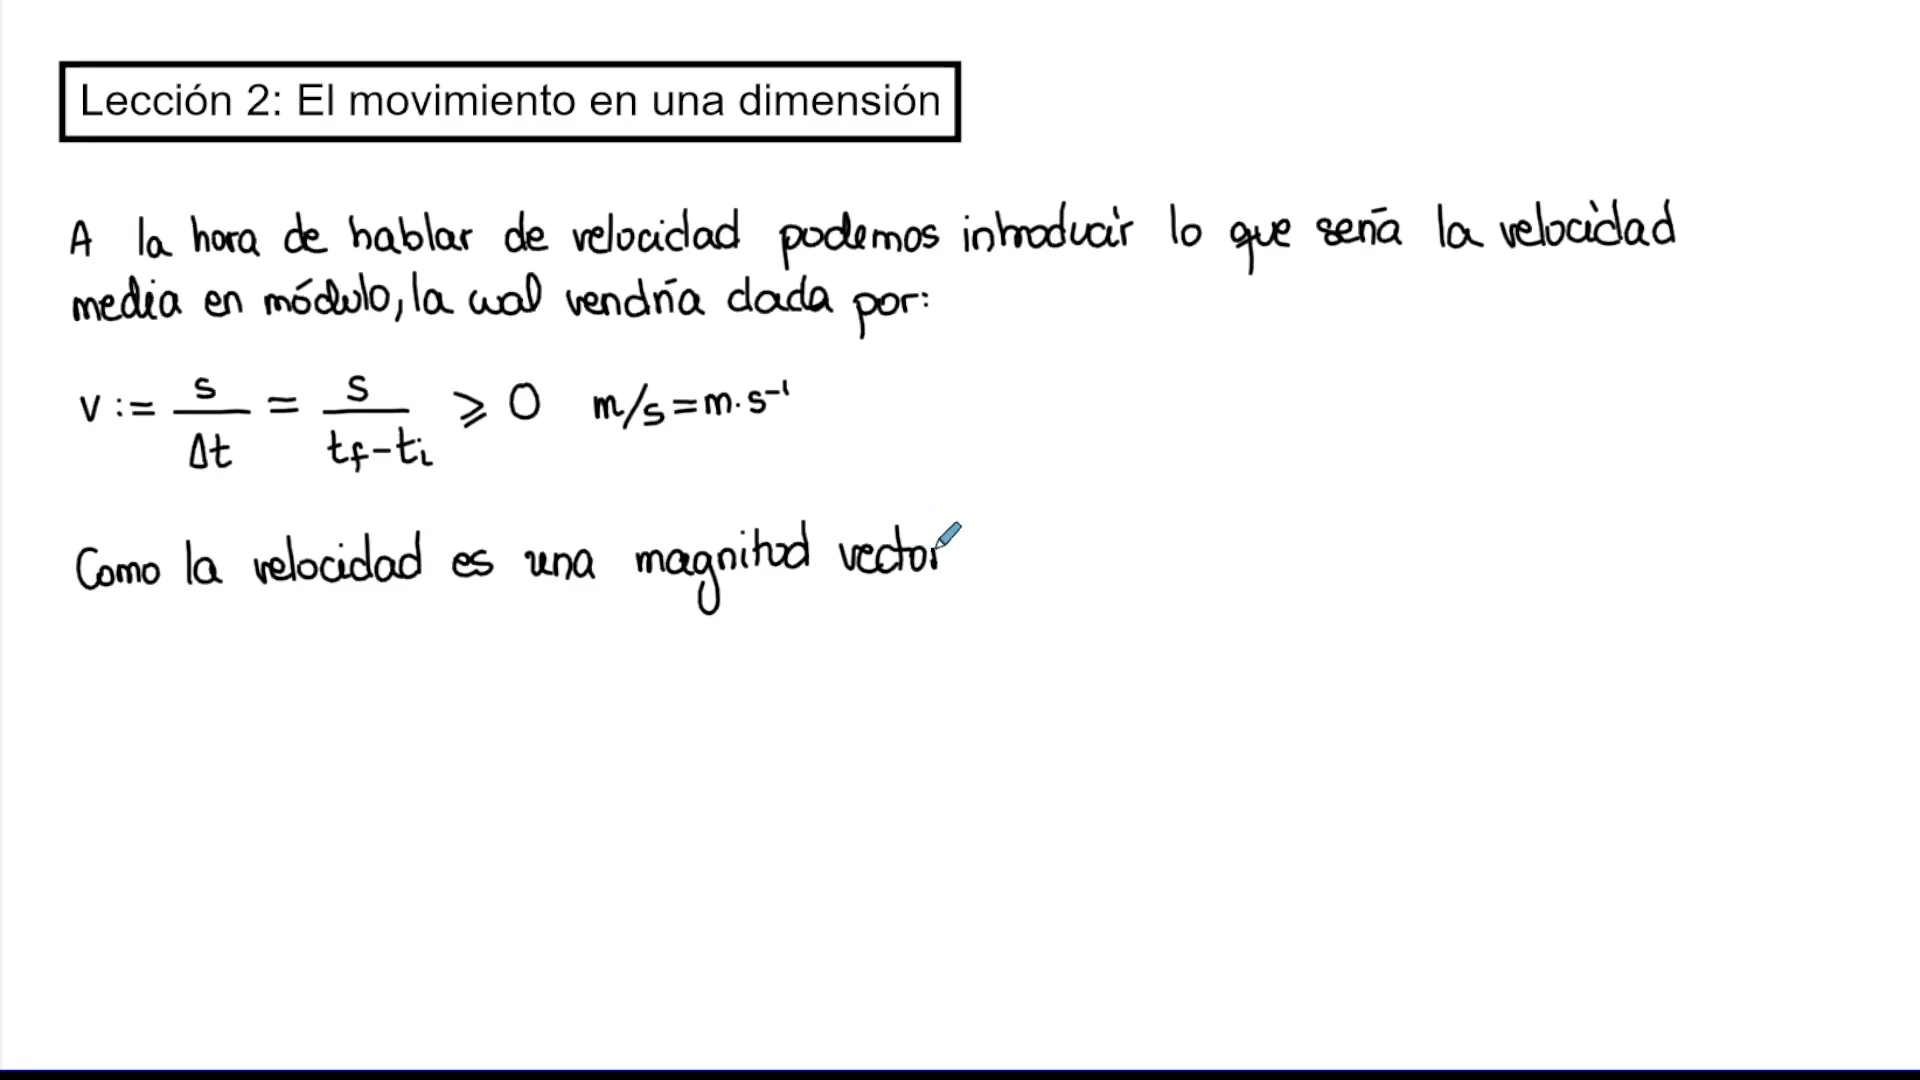 Lección 2: El movimiento en una dimensión
A la hora de hablar de velocidad podemos introducir lo que sería la velocidad
media en módulo, la cual vendría dada por:
v := s/Δt = s/(t_f - t_i) ⩾ 0 m/s = m·s⁻¹
Como la velocidad es una magnitud vector